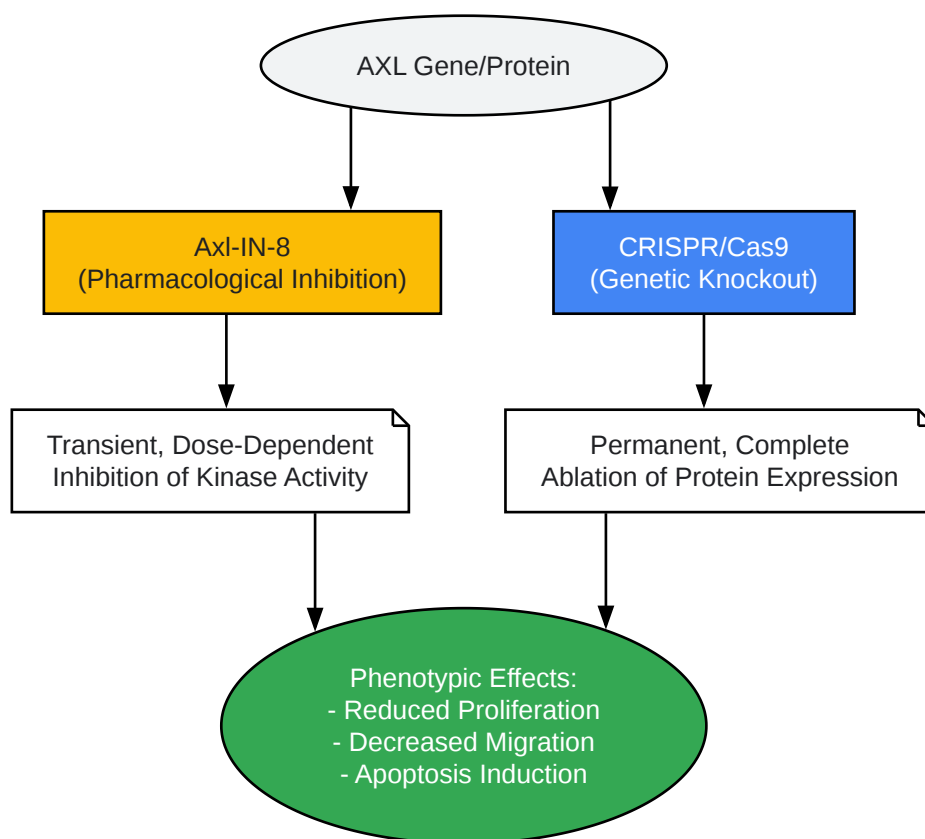 AXL Gene/Protein
Axl-IN-8
(Pharmacological Inhibition)
CRISPR/Cas9
(Genetic Knockout)
Transient, Dose-Dependent
Inhibition of Kinase Activity
Permanent, Complete
Ablation of Protein Expression
Phenotypic Effects:
- Reduced Proliferation
- Decreased Migration
- Apoptosis Induction